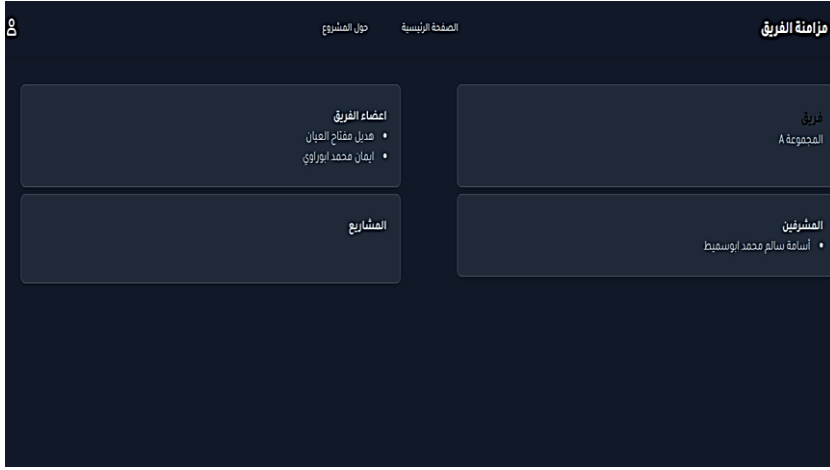 مزامنة الفريق
الصفحة الرئيسية
حول المشروع
فريق
المجموعة A
اعضاء الفريق
• هديل مفتاح العيان
• ايمان محمد ابوراوي
المشرفين
• أسامة سالم محمد ابوسميط
المشاريع